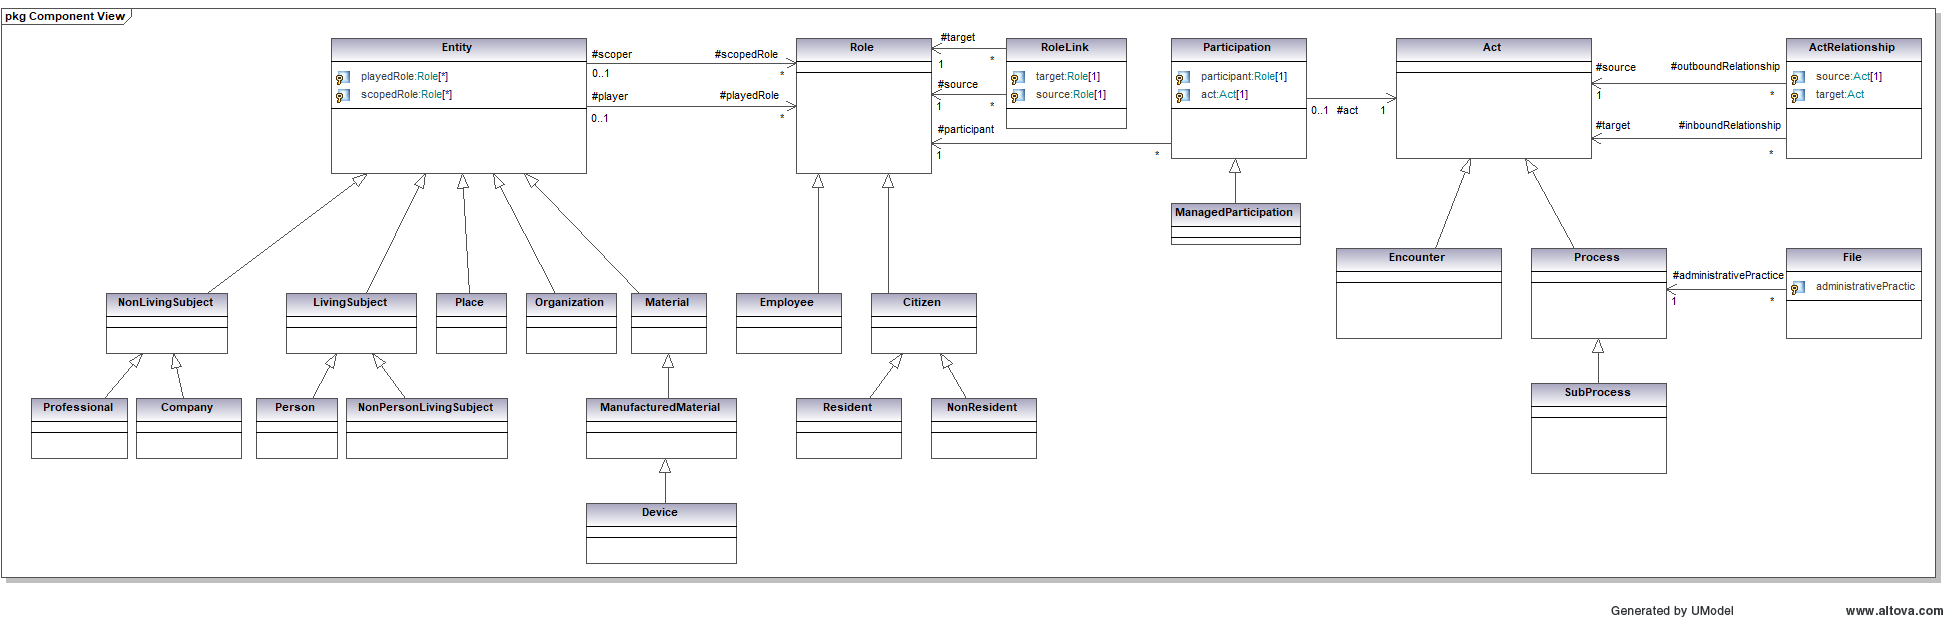 pkg Component View
Entity
playedRole:Role[*]
scopedRole:Role[*]
#scoper
#scopedRole
0..1
*
#player
#playedRole
0..1
*
Role
#target
1
*
#source
1
*
#participant
1
*
RoleLink
target:Role[1]
source:Role[1]
Participation
participant:Role[1]
act:Act[1]
0..1 #act 1
Act
#source
#outboundRelationship
1
*
#target
#inboundRelationship
*
ActRelationship
source:Act[1]
target:Act
ManagedParticipation
Encounter
Process
#administrativePractice
1
*
File
administrativePractic
NonLivingSubject
LivingSubject
Place
Organization
Material
Employee
Citizen
SubProcess
Professional
Company
Person
NonPersonLivingSubject
ManufacturedMaterial
Resident
NonResident
Device
Generated by UModel
www.altova.com